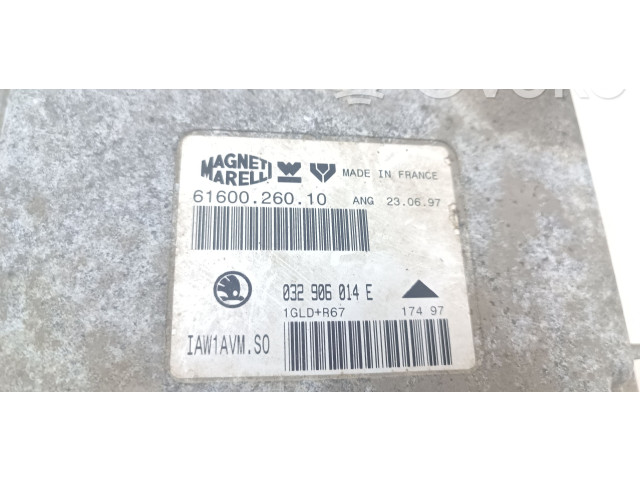 MAGNETI
MARELLI
MADE IN FRANCE
61600.260.10 ANG 23.06.97
032 906 014 E
1GLD+R67 174 97
IAW1AVM.S0